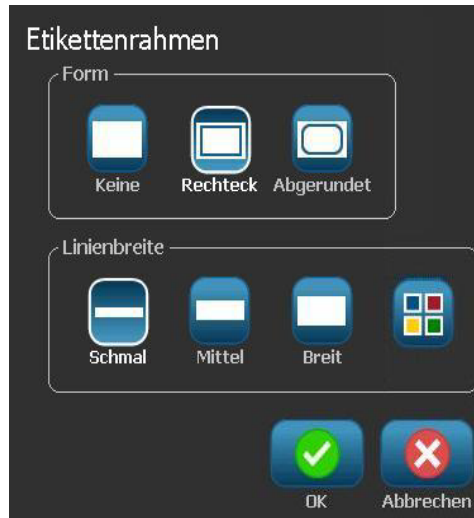 Etikettenrahmen
Form
Keine Rechteck Abgerundet
Linienbreite
Schmal Mittel Breit
OK Abbrechen